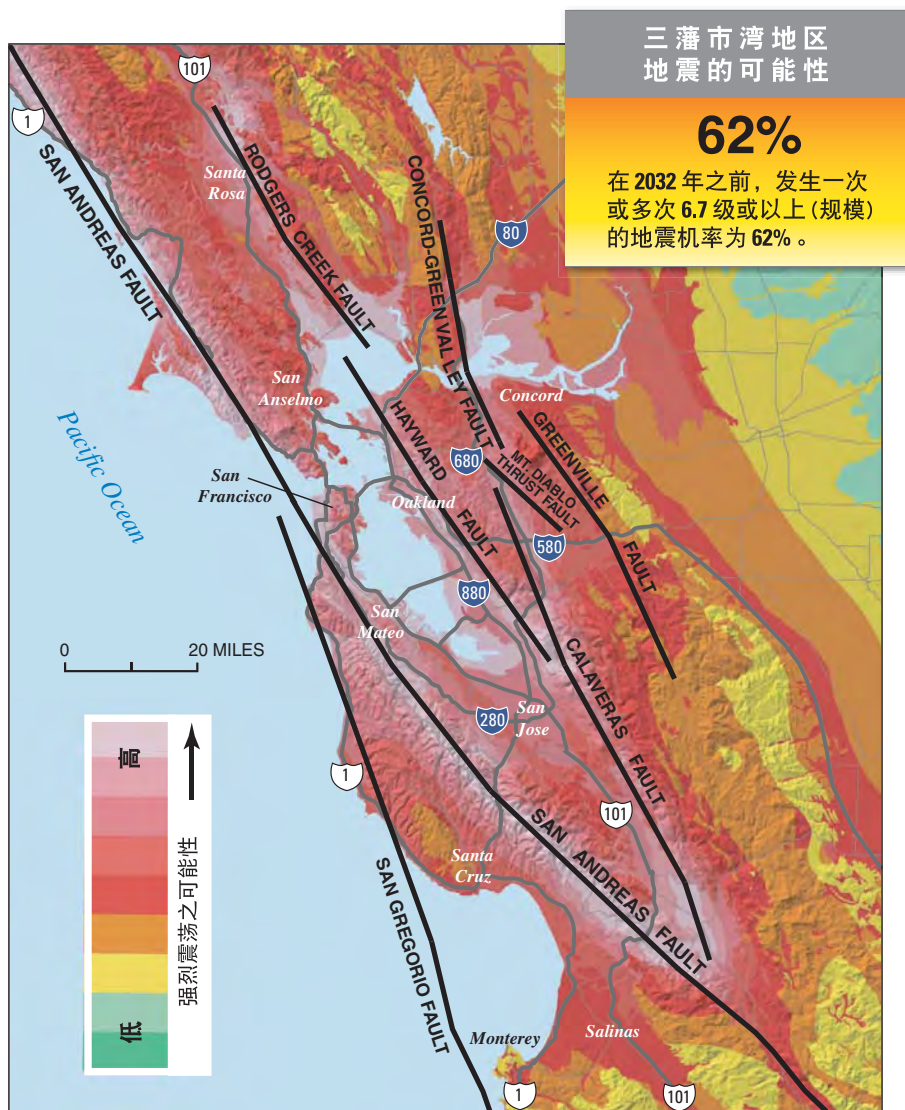 三藩市湾地区
地震的可能性
62%
在 2032 年之前，发生一次
或多次 6.7 级或以上 (规模)
的地震机率为 62% 。
101
1
SAN ANDREAS FAULT
Santa
Rosa
RODGERS CREEK FAULT
CONCORD-GREEN VALLEY FAULT
80
San
Anselmo
Concord
Pacific Ocean
HAYWARD FAULT
680
MT. DIABLO
THRUST FAULT
GREENVILLE FAULT
San
Francisco
Oakland
580
880
San
Mateo
0 20 MILES
CALAVERAS FAULT
280
San
Jose
高
强烈震荡之可能性
低
1
101
SAN ANDREAS FAULT
Santa
Cruz
SAN GREGORIO FAULT
Monterey
Salinas
1
101